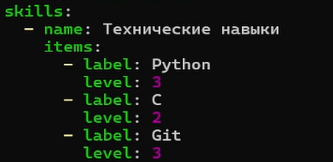 skills:
  - name: Технические навыки
    items:
      - label: Python
        level: 3
      - label: C
        level: 2
      - label: Git
        level: 3